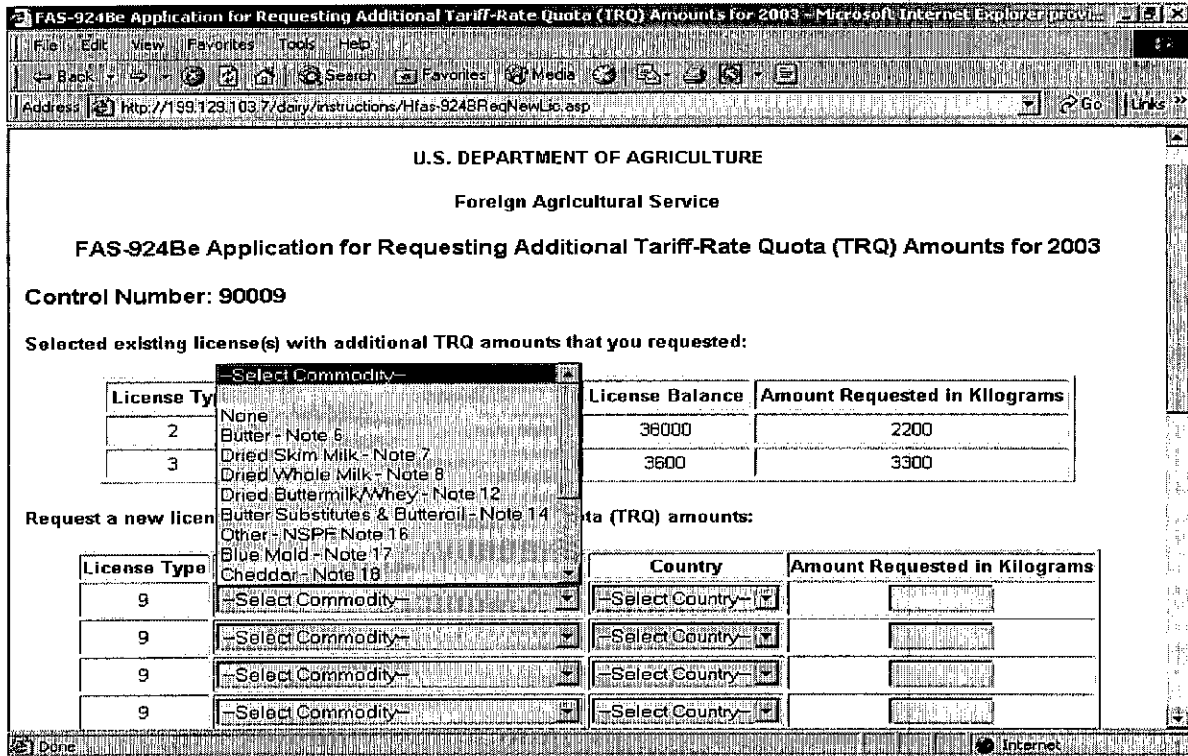 FAS-924Be Application for Requesting Additional Tariff-Rate Quota (TRQ) Amounts for 2003 - Microsoft Internet Explorer provi...
File Edit View Favorites Tools Help
Back Search Favorites Media
Address http://199.129.103.7/dairy/instructions/Hfas-924BReqNewLic.asp Go Links »
U.S. DEPARTMENT OF AGRICULTURE
Foreign Agricultural Service
FAS-924Be Application for Requesting Additional Tariff-Rate Quota (TRQ) Amounts for 2003
Control Number: 90009
Selected existing license(s) with additional TRQ amounts that you requested:
--Select Commodity--
License Ty License Balance Amount Requested in Kilograms
None
2 38000 2200
Butter - Note 6
Dried Skim Milk - Note 7
3 3600 3300
Dried Whole Milk - Note 8
Dried Buttermilk/Whey - Note 12
Request a new licen ta (TRQ) amounts:
Butter Substitutes & Butteroil - Note 14
Other - NSPF Note 16
Blue Mold - Note 17
Cheddar - Note 18
License Type Country Amount Requested in Kilograms
9 --Select Commodity-- --Select Country--
9 --Select Commodity-- --Select Country--
9 --Select Commodity-- --Select Country--
9 --Select Commodity-- --Select Country--
Done Internet